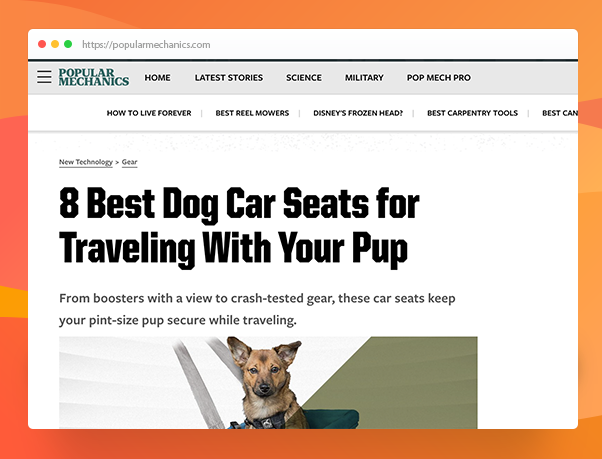 https://popularmechanics.com
POPULAR
MECHANICS
HOME LATEST STORIES SCIENCE MILITARY POP MECH PRO
HOW TO LIVE FOREVER | BEST REEL MOWERS | DISNEY'S FROZEN HEAD? | BEST CARPENTRY TOOLS | BEST CAN
New Technology > Gear
8 Best Dog Car Seats for
Traveling With Your Pup
From boosters with a view to crash-tested gear, these car seats keep
your pint-size pup secure while traveling.